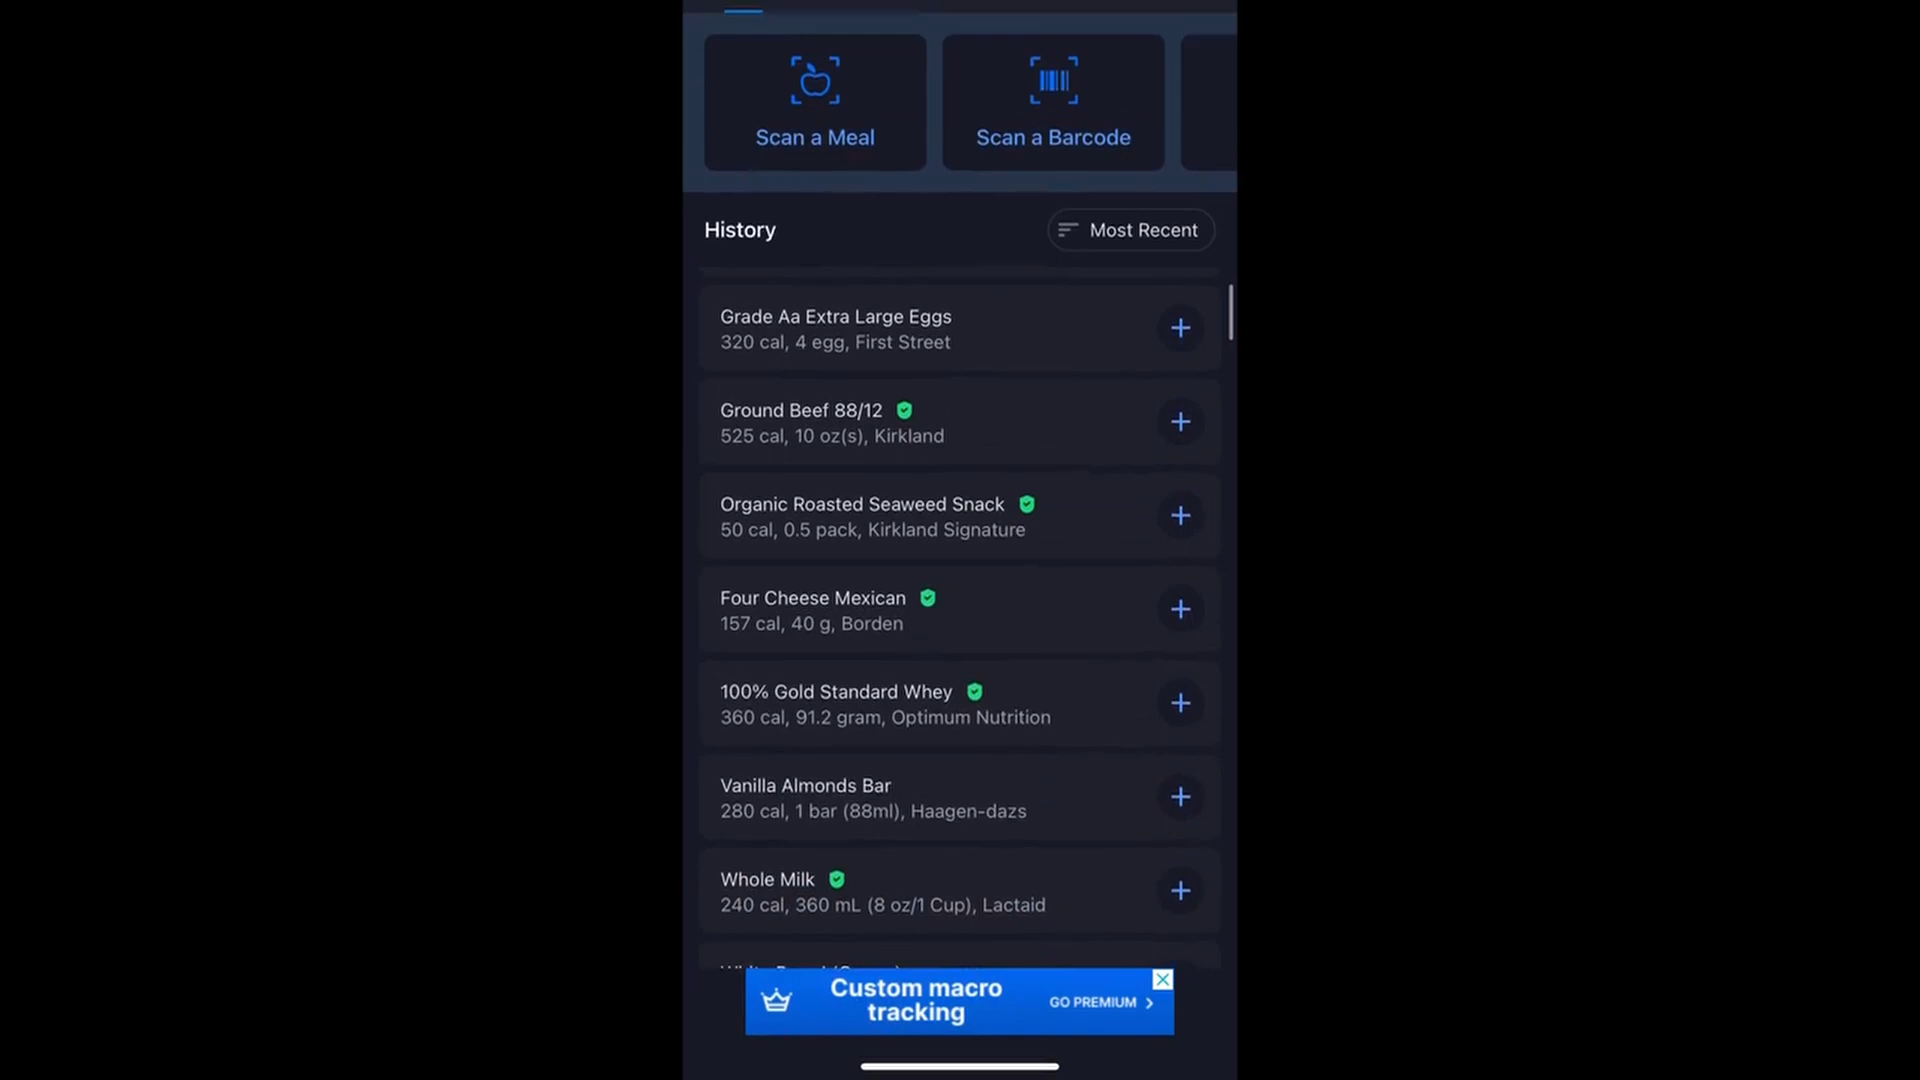 Scan a Meal
Scan a Barcode
History
Most Recent
Grade Aa Extra Large Eggs
320 cal, 4 egg, First Street
Ground Beef 88/12
525 cal, 10 oz(s), Kirkland
Organic Roasted Seaweed Snack
50 cal, 0.5 pack, Kirkland Signature
Four Cheese Mexican
157 cal, 40 g, Borden
100% Gold Standard Whey
360 cal, 91.2 gram, Optimum Nutrition
Vanilla Almonds Bar
280 cal, 1 bar (88ml), Haagen-dazs
Whole Milk
240 cal, 360 mL (8 oz/1 Cup), Lactaid
Custom macro
tracking
GO PREMIUM